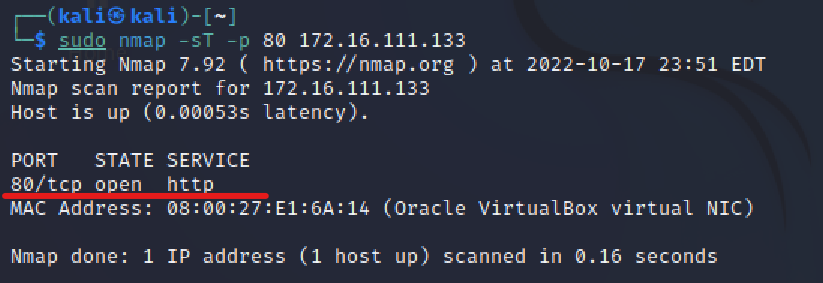 ┌──(kali㉿kali)-[~]
└─$ sudo nmap -sT -p 80 172.16.111.133
Starting Nmap 7.92 ( https://nmap.org ) at 2022-10-17 23:51 EDT
Nmap scan report for 172.16.111.133
Host is up (0.00053s latency).
PORT   STATE SERVICE
80/tcp open  http
MAC Address: 08:00:27:E1:6A:14 (Oracle VirtualBox virtual NIC)
Nmap done: 1 IP address (1 host up) scanned in 0.16 seconds